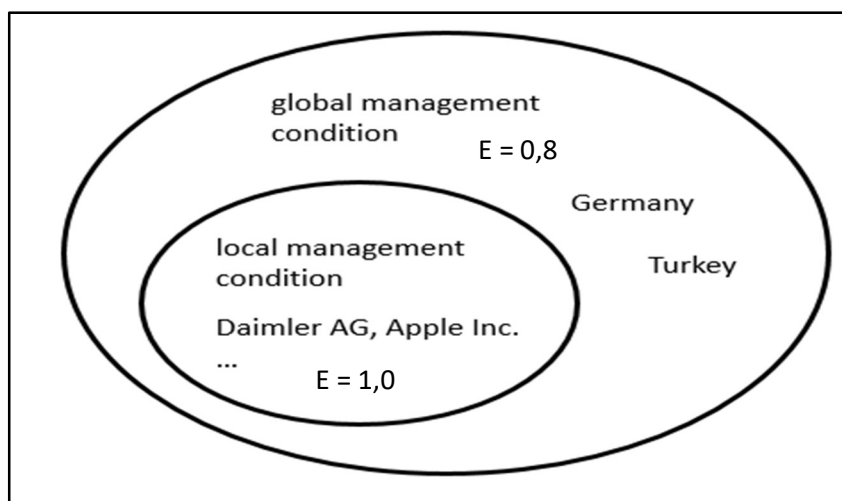 global management
condition
E = 0,8
Germany
Turkey
local management
condition
Daimler AG, Apple Inc.
...
E = 1,0